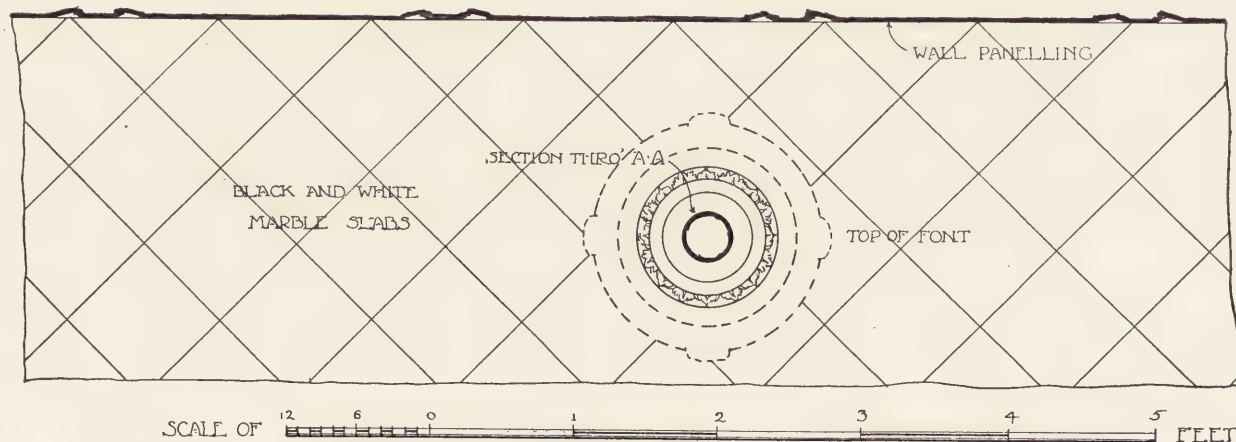 WALL PANELLING
SECTION THRO' A·A
BLACK AND WHITE
MARBLE SLABS
TOP OF FONT
12 6 0 1 2 3 4 5
SCALE OF FEET